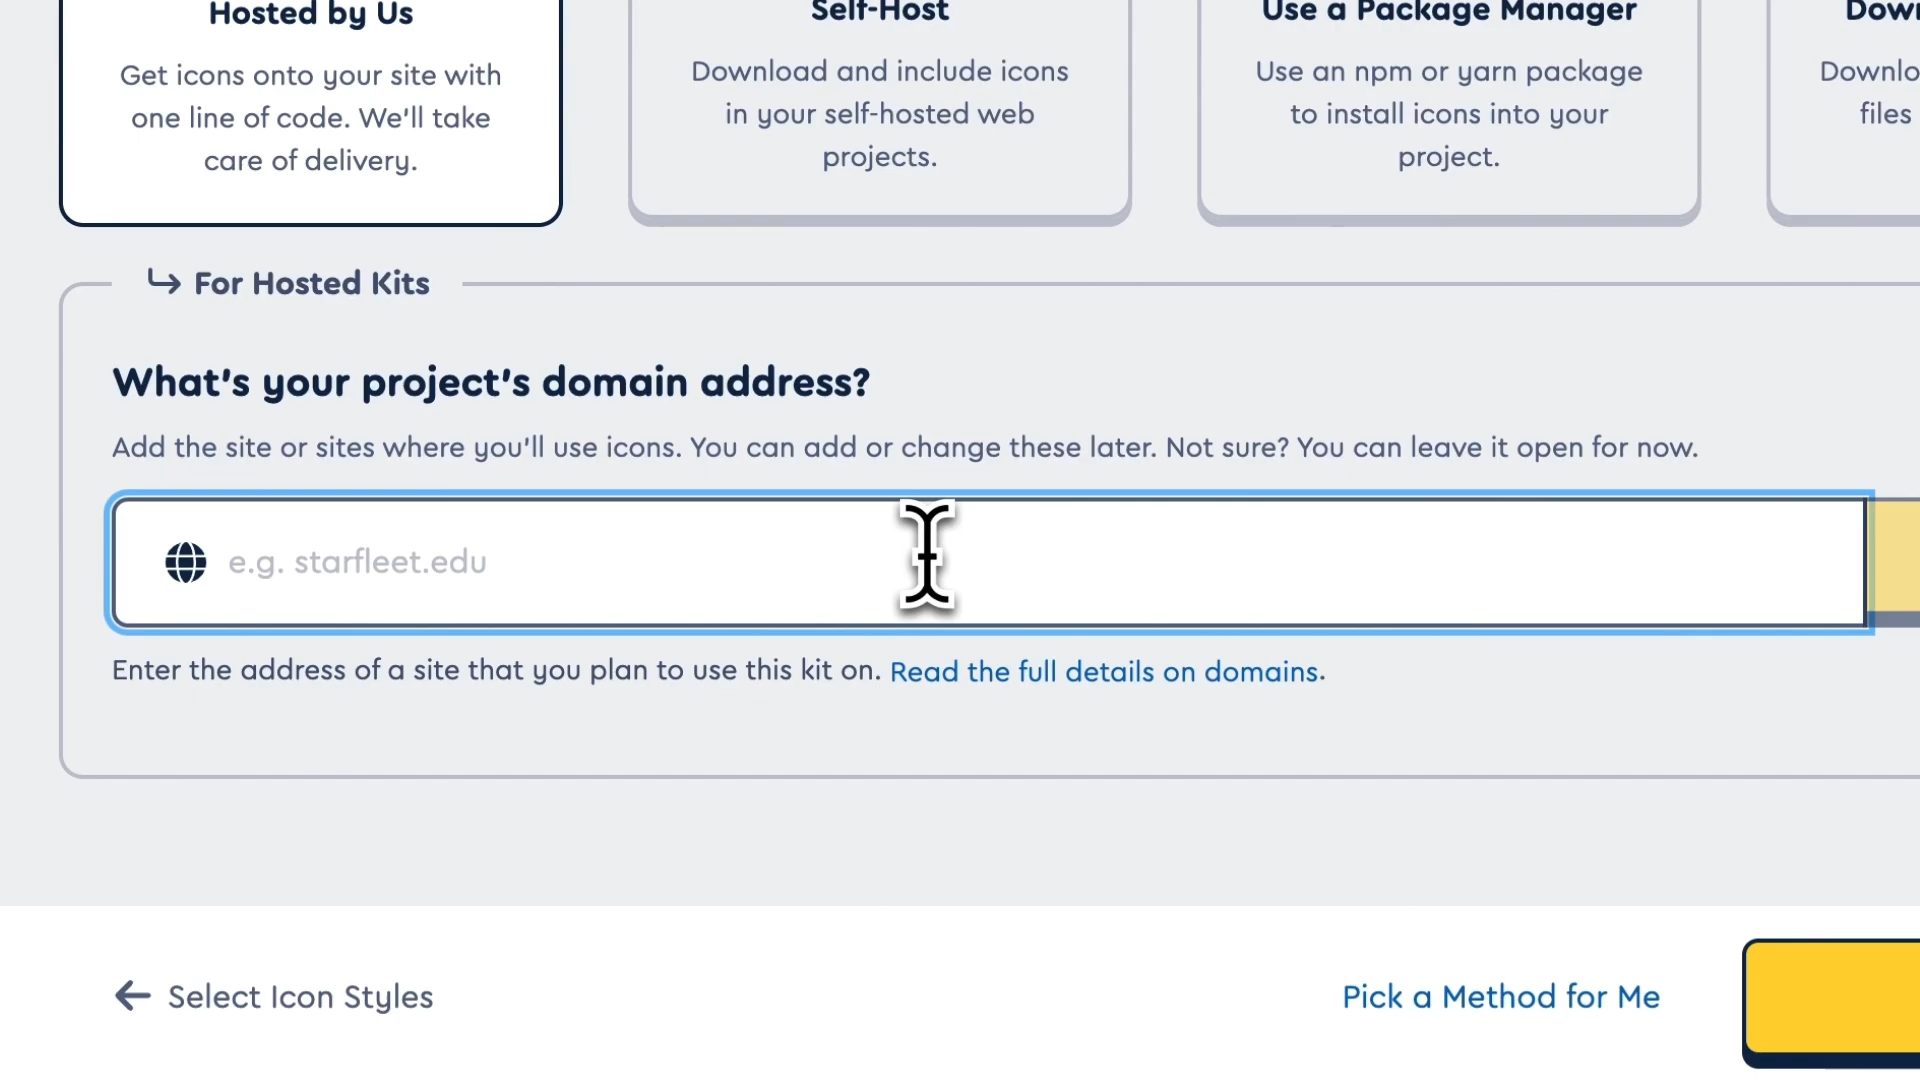 Hosted by Us
Get icons onto your site with
one line of code. We'll take
care of delivery.
Self-Host
Download and include icons
in your self-hosted web
projects.
Use a Package Manager
Use an npm or yarn package
to install icons into your
project.
files
For Hosted Kits
What's your project's domain address?
Add the site or sites where you'll use icons. You can add or change these later. Not sure? You can leave it open for now.
e.g. starfleet.edu
Enter the address of a site that you plan to use this kit on. Read the full details on domains.
Select Icon Styles
Pick a Method for Me